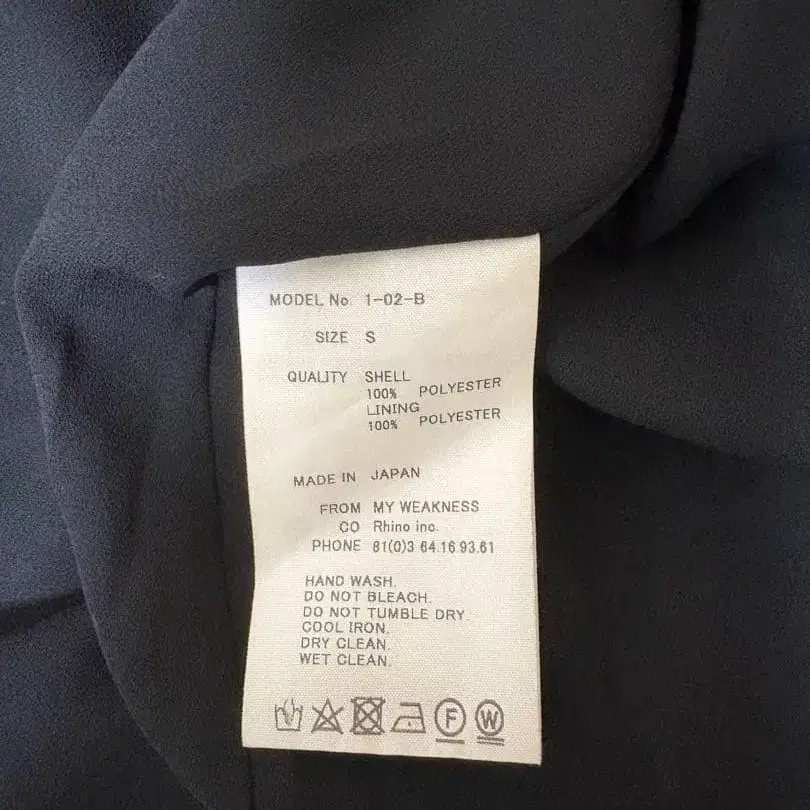 MODEL No. 1-02-B
SIZE S
QUALITY SHELL
100% POLYESTER
LINING
100% POLYESTER
MADE IN JAPAN
FROM MY WEAKNESS
CO Rhino inc.
PHONE 81(0)3 64.16.93.61
HAND WASH.
DO NOT BLEACH.
DO NOT TUMBLE DRY.
COOL IRON.
DRY CLEAN.
WET CLEAN.
F W